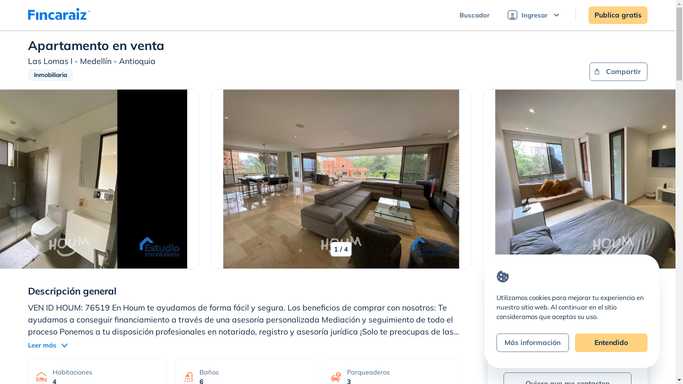 Fincaraiz
Buscador
Ingresar
Publica gratis
Apartamento en venta
Las Lomas I - Medellín - Antioquia
Inmobiliaria
Compartir
HOUM
Estudio
Inmobiliario
HOUM
1 / 4
HOUM
Descripción general
VEN ID HOUM: 76519 En Houm te ayudamos de forma fácil y segura. Los beneficios de comprar con nosotros: Te
ayudamos a conseguir financiamiento a través de una asesoría personalizada Mediación y seguimiento de todo el
proceso Ponemos a tu disposición profesionales en notariado, registro y asesoría jurídica ¡Solo te preocupas de las...
Leer más
Habitaciones
4
Baños
6
Parqueaderos
3
Utilizamos cookies para mejorar tu experiencia en
nuestro sitio web. Al continuar en el sitio
consideramos que aceptas su uso.
Más información
Entendido
Quiero que me contacten